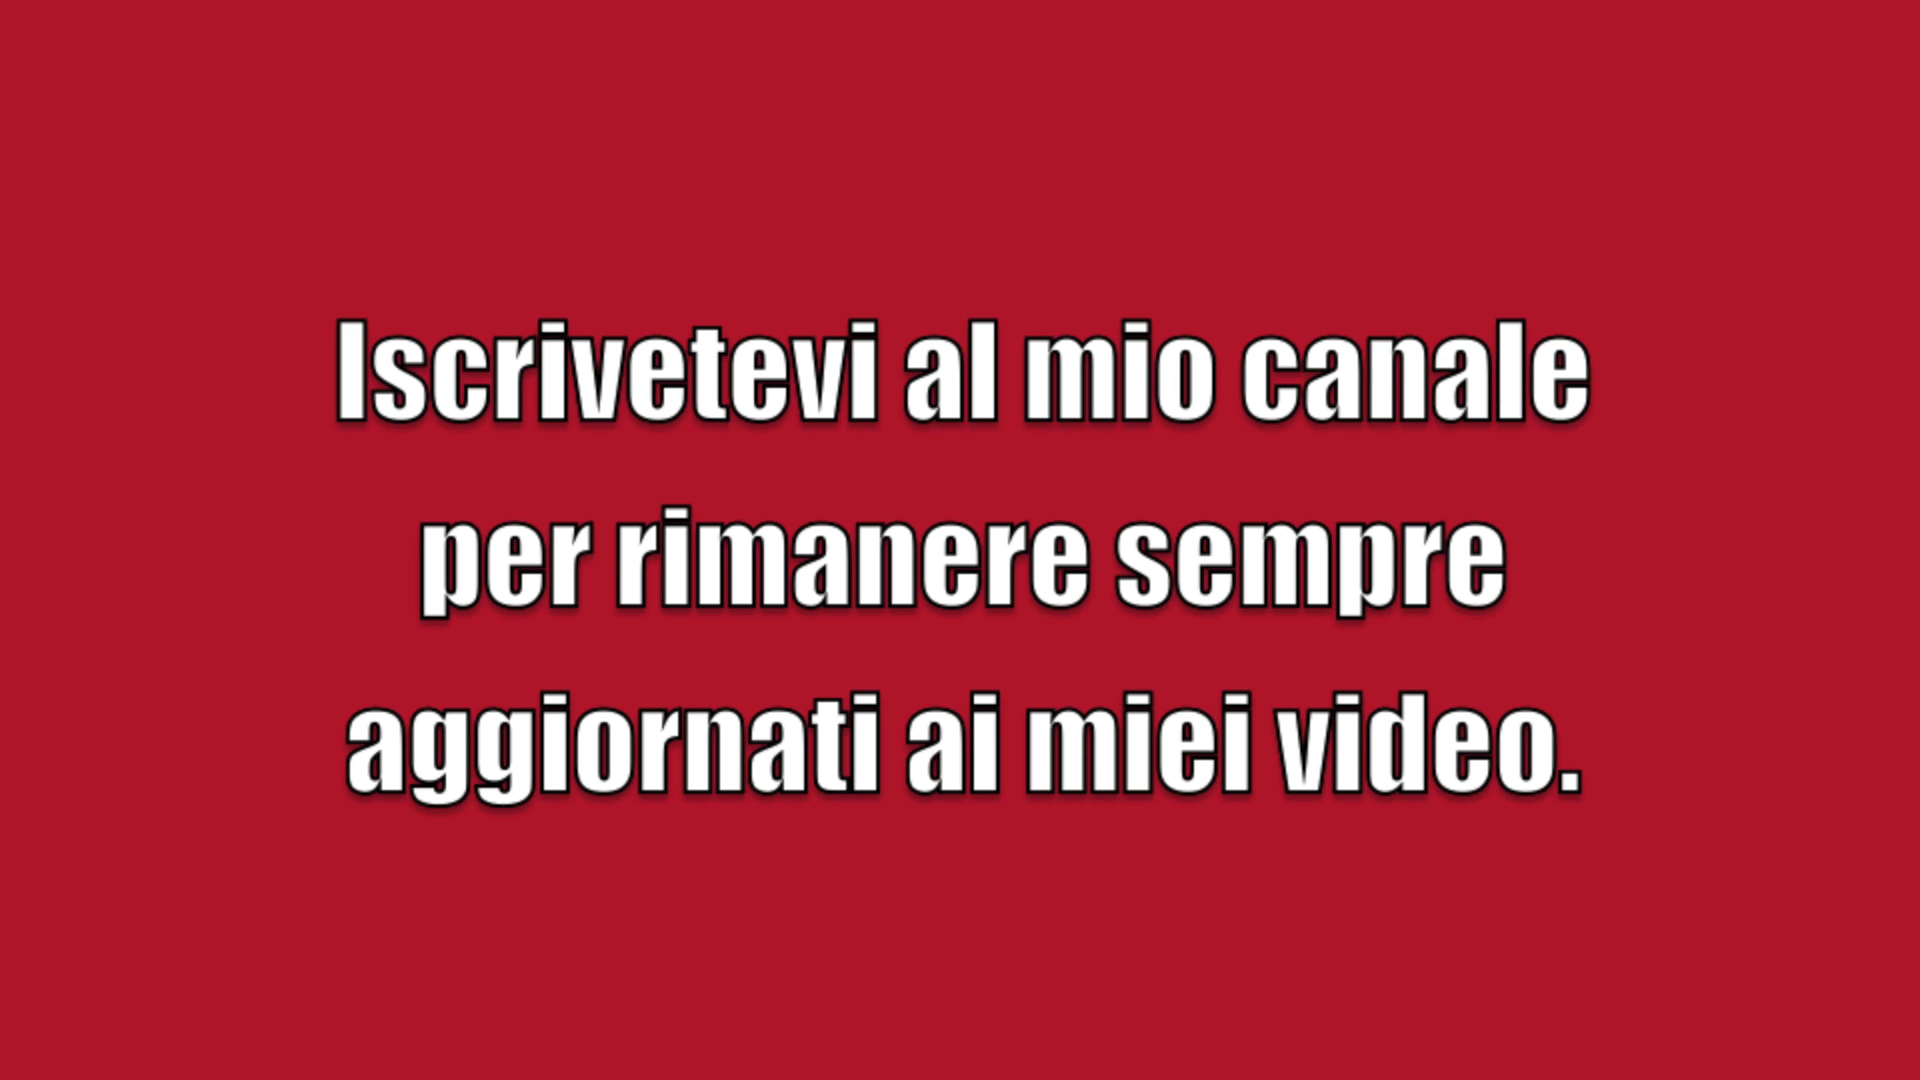 Iscrivetevi al mio canale
per rimanere sempre
aggiornati ai miei video.